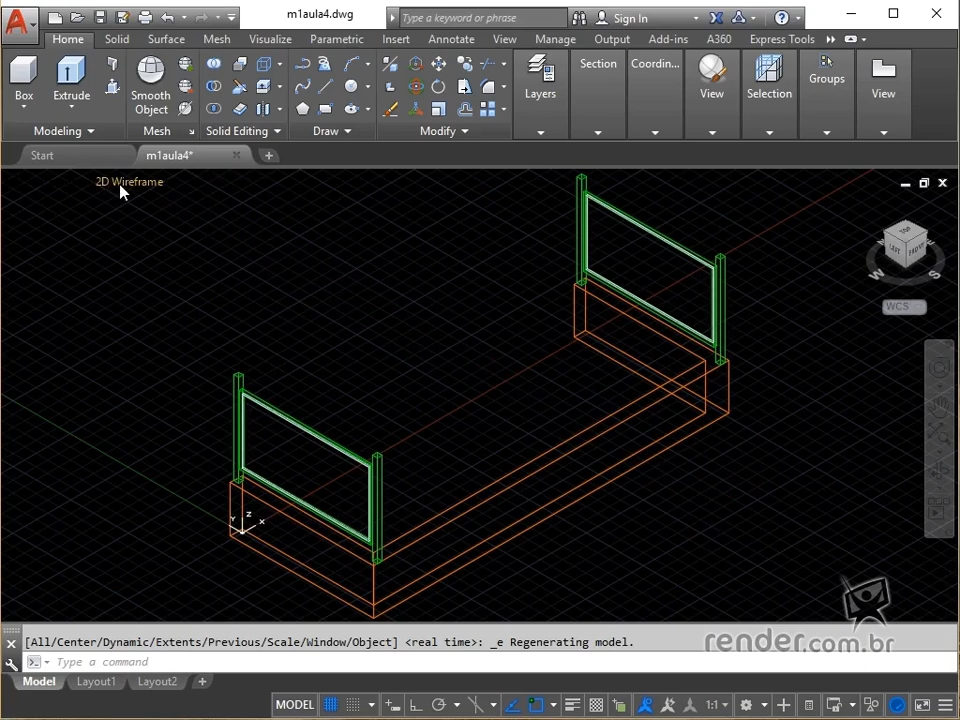 m1aula4.dwg
Type a keyword or phrase
Sign In
Home Solid Surface Mesh Visualize Parametric Insert Annotate View Manage Output Add-ins A360 Express Tools
Box Extrude Smooth Object Layers Section Coordin... View Selection Groups View
Modeling Mesh Solid Editing Draw Modify
Start m1aula4*
2D Wireframe
TOP
LEFT FRONT
W S
WCS
Y Z X
[All/Center/Dynamic/Extents/Previous/Scale/Window/Object] <real time>: _e Regenerating model.
render.com.br
Type a command
Model Layout1 Layout2
MODEL 1:1